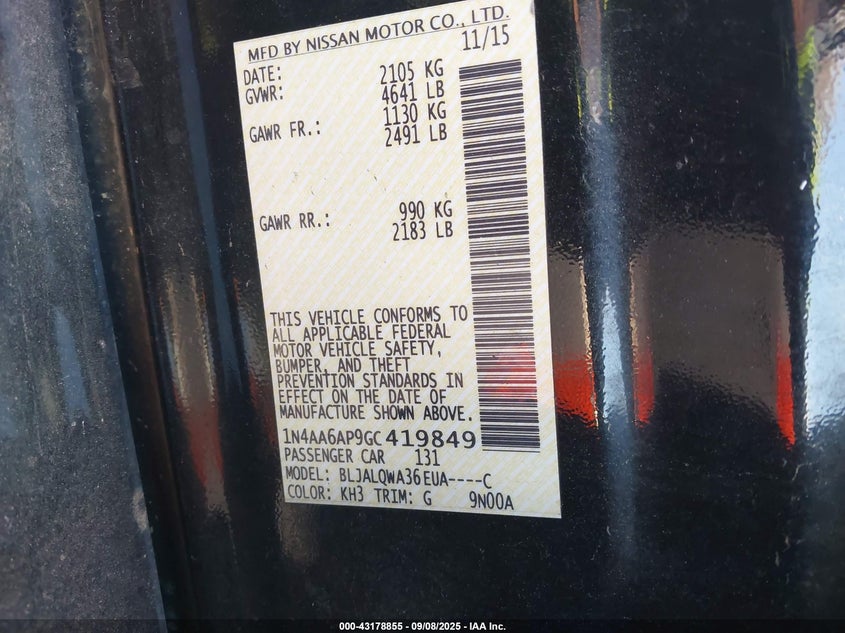 MFD BY NISSAN MOTOR CO., LTD.
DATE: 11/15
GVWR: 2105 KG
4641 LB
GAWR FR.: 1130 KG
2491 LB
GAWR RR.: 990 KG
2183 LB
THIS VEHICLE CONFORMS TO
ALL APPLICABLE FEDERAL
MOTOR VEHICLE SAFETY,
BUMPER, AND THEFT
PREVENTION STANDARDS IN
EFFECT ON THE DATE OF
MANUFACTURE SHOWN ABOVE.
1N4AA6AP9GC419849
PASSENGER CAR 131
MODEL: BLJALQWA36EUA----C
COLOR: KH3 TRIM: G 9N00A
000-43178855 - 09/08/2025 - IAA Inc.